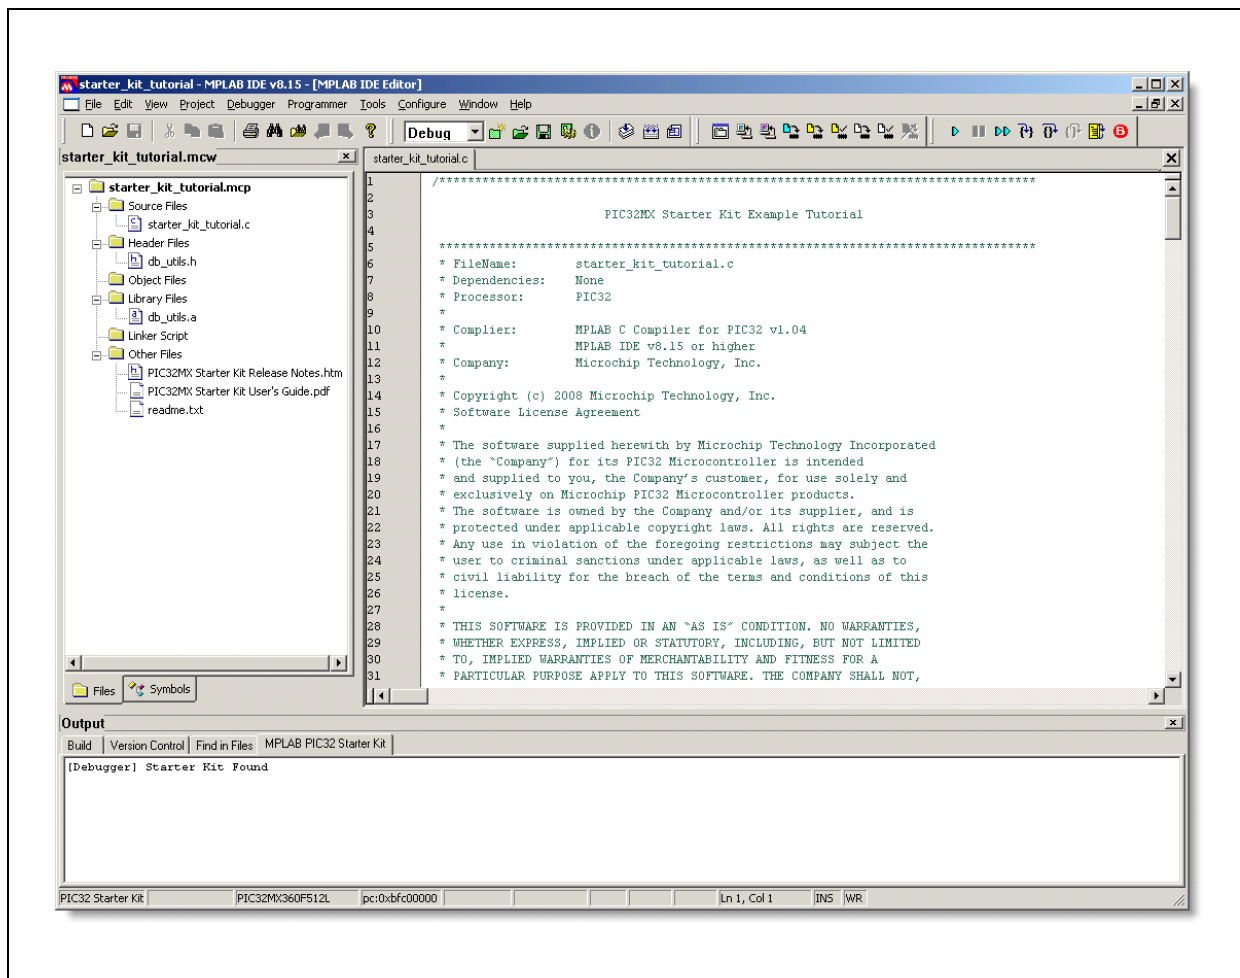 starter_kit_tutorial - MPLAB IDE v8.15 - [MPLAB IDE Editor]
File Edit View Project Debugger Programmer Tools Configure Window Help
Debug
starter_kit_tutorial.mcw
starter_kit_tutorial.mcp
Source Files
starter_kit_tutorial.c
Header Files
db_utils.h
Object Files
Library Files
db_utils.a
Linker Script
Other Files
PIC32MX Starter Kit Release Notes.htm
PIC32MX Starter Kit User's Guide.pdf
readme.txt
Files Symbols
starter_kit_tutorial.c
1 /***********************************************************************************
2
3 PIC32MX Starter Kit Example Tutorial
4
5 ***********************************************************************************
6 * FileName: starter_kit_tutorial.c
7 * Dependencies: None
8 * Processor: PIC32
9 *
10 * Complier: MPLAB C Compiler for PIC32 v1.04
11 * MPLAB IDE v8.15 or higher
12 * Company: Microchip Technology, Inc.
13 *
14 * Copyright (c) 2008 Microchip Technology, Inc.
15 * Software License Agreement
16 *
17 * The software supplied herewith by Microchip Technology Incorporated
18 * (the “Company”) for its PIC32 Microcontroller is intended
19 * and supplied to you, the Company’s customer, for use solely and
20 * exclusively on Microchip PIC32 Microcontroller products.
21 * The software is owned by the Company and/or its supplier, and is
22 * protected under applicable copyright laws. All rights are reserved.
23 * Any use in violation of the foregoing restrictions may subject the
24 * user to criminal sanctions under applicable laws, as well as to
25 * civil liability for the breach of the terms and conditions of this
26 * license.
27 *
28 * THIS SOFTWARE IS PROVIDED IN AN “AS IS” CONDITION. NO WARRANTIES,
29 * WHETHER EXPRESS, IMPLIED OR STATUTORY, INCLUDING, BUT NOT LIMITED
30 * TO, IMPLIED WARRANTIES OF MERCHANTABILITY AND FITNESS FOR A
31 * PARTICULAR PURPOSE APPLY TO THIS SOFTWARE. THE COMPANY SHALL NOT,
Output
Build Version Control Find in Files MPLAB PIC32 Starter Kit
[Debugger] Starter Kit Found
PIC32 Starter Kit PIC32MX360F512L pc:0xbfc00000 Ln 1, Col 1 INS WR